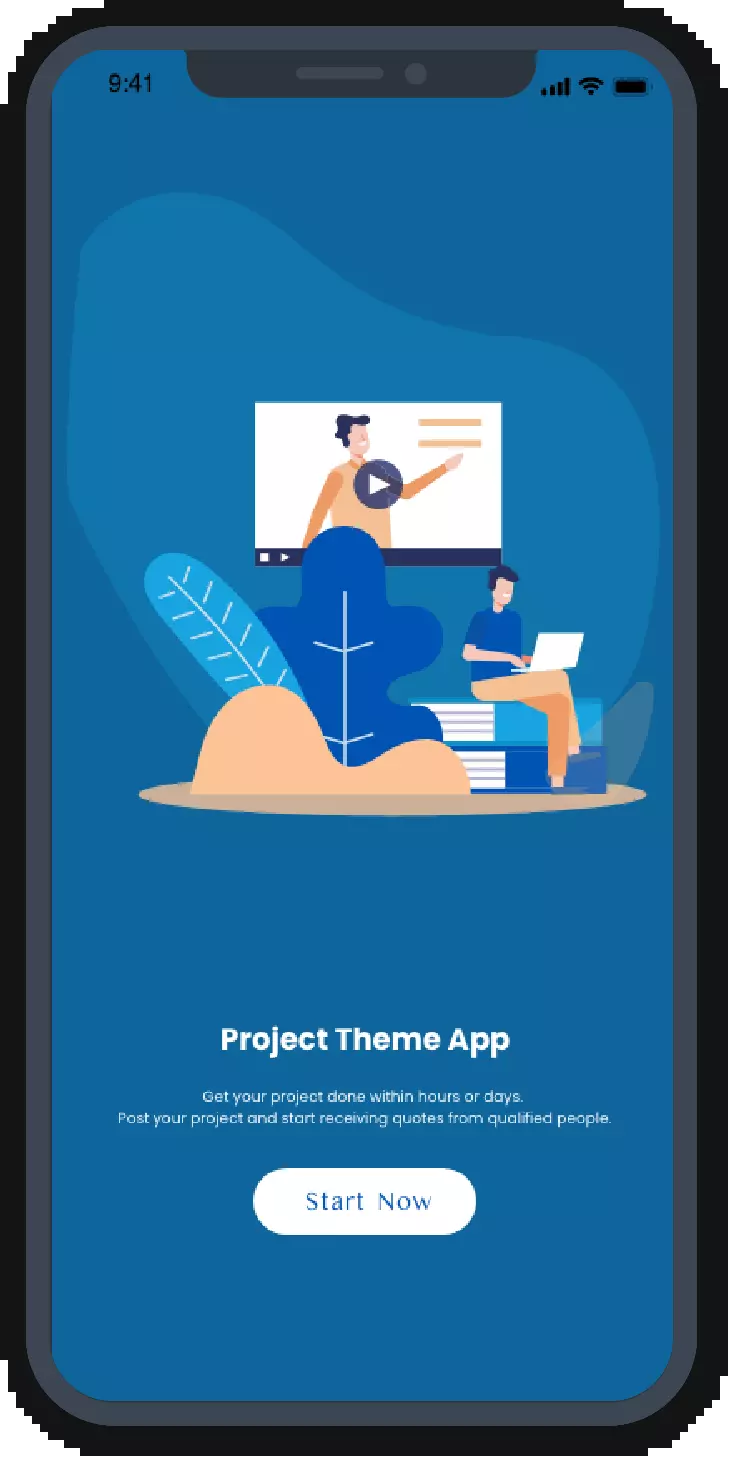 9:41
Project Theme App
Get your project done within hours or days.
Post your project and start receiving quotes from qualified people.
Start Now